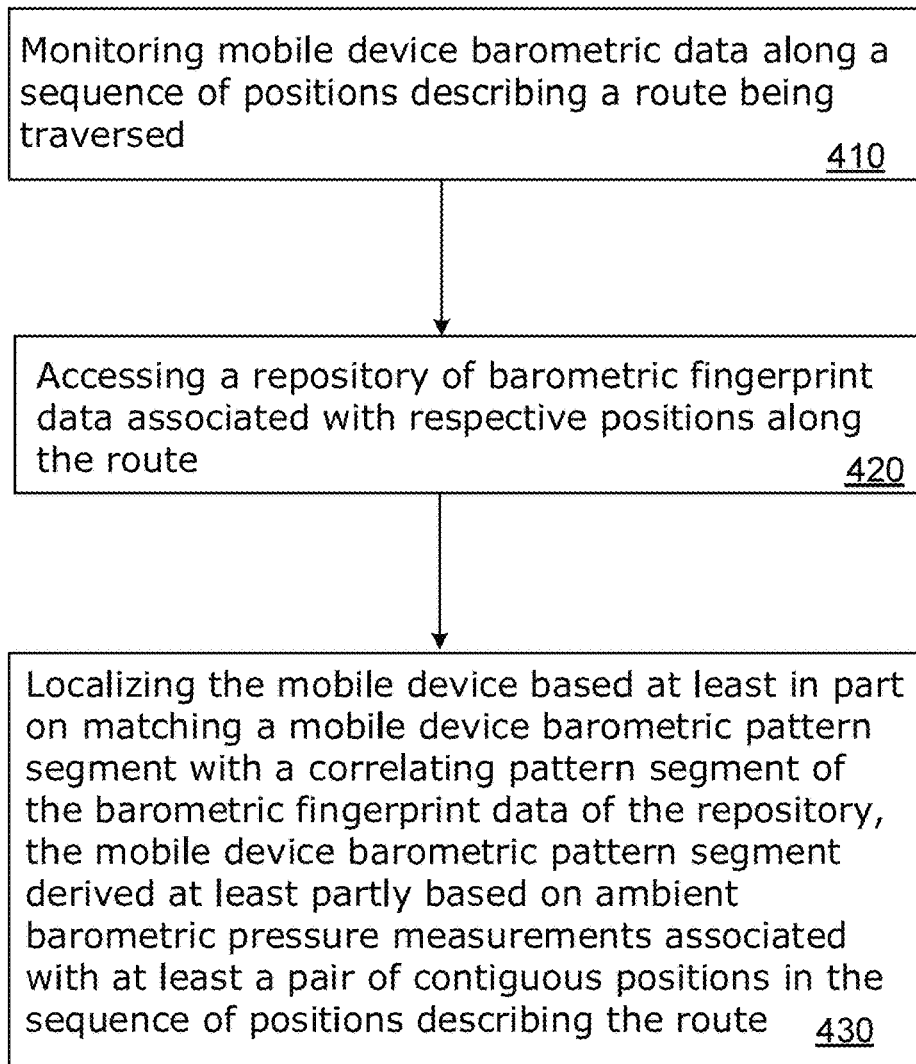 Monitoring mobile device barometric data along a
sequence of positions describing a route being
traversed
410
Accessing a repository of barometric fingerprint
data associated with respective positions along
the route
420
Localizing the mobile device based at least in part
on matching a mobile device barometric pattern
segment with a correlating pattern segment of
the barometric fingerprint data of the repository,
the mobile device barometric pattern segment
derived at least partly based on ambient
barometric pressure measurements associated
with at least a pair of contiguous positions in the
sequence of positions describing the route 430